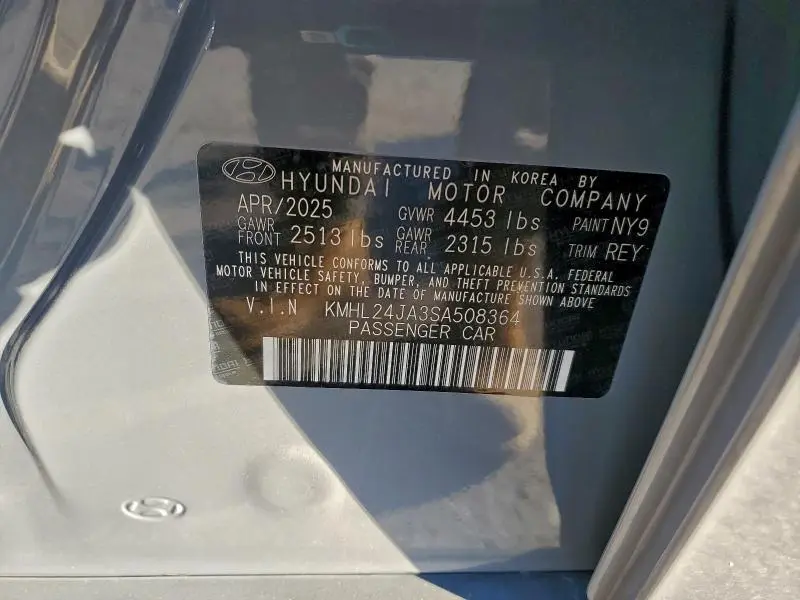 MANUFACTURED IN KOREA BY
HYUNDAI MOTOR COMPANY
APR/2025 GVWR 4453 lbs PAINT NY9
GAWR FRONT 2513 lbs GAWR REAR 2315 lbs TRIM REY
THIS VEHICLE CONFORMS TO ALL APPLICABLE U.S.A. FEDERAL
MOTOR VEHICLE SAFETY, BUMPER, AND THEFT PREVENTION STANDARDS
IN EFFECT ON THE DATE OF MANUFACTURE SHOWN ABOVE
V.I.N KMHL24JA3SA508364
PASSENGER CAR